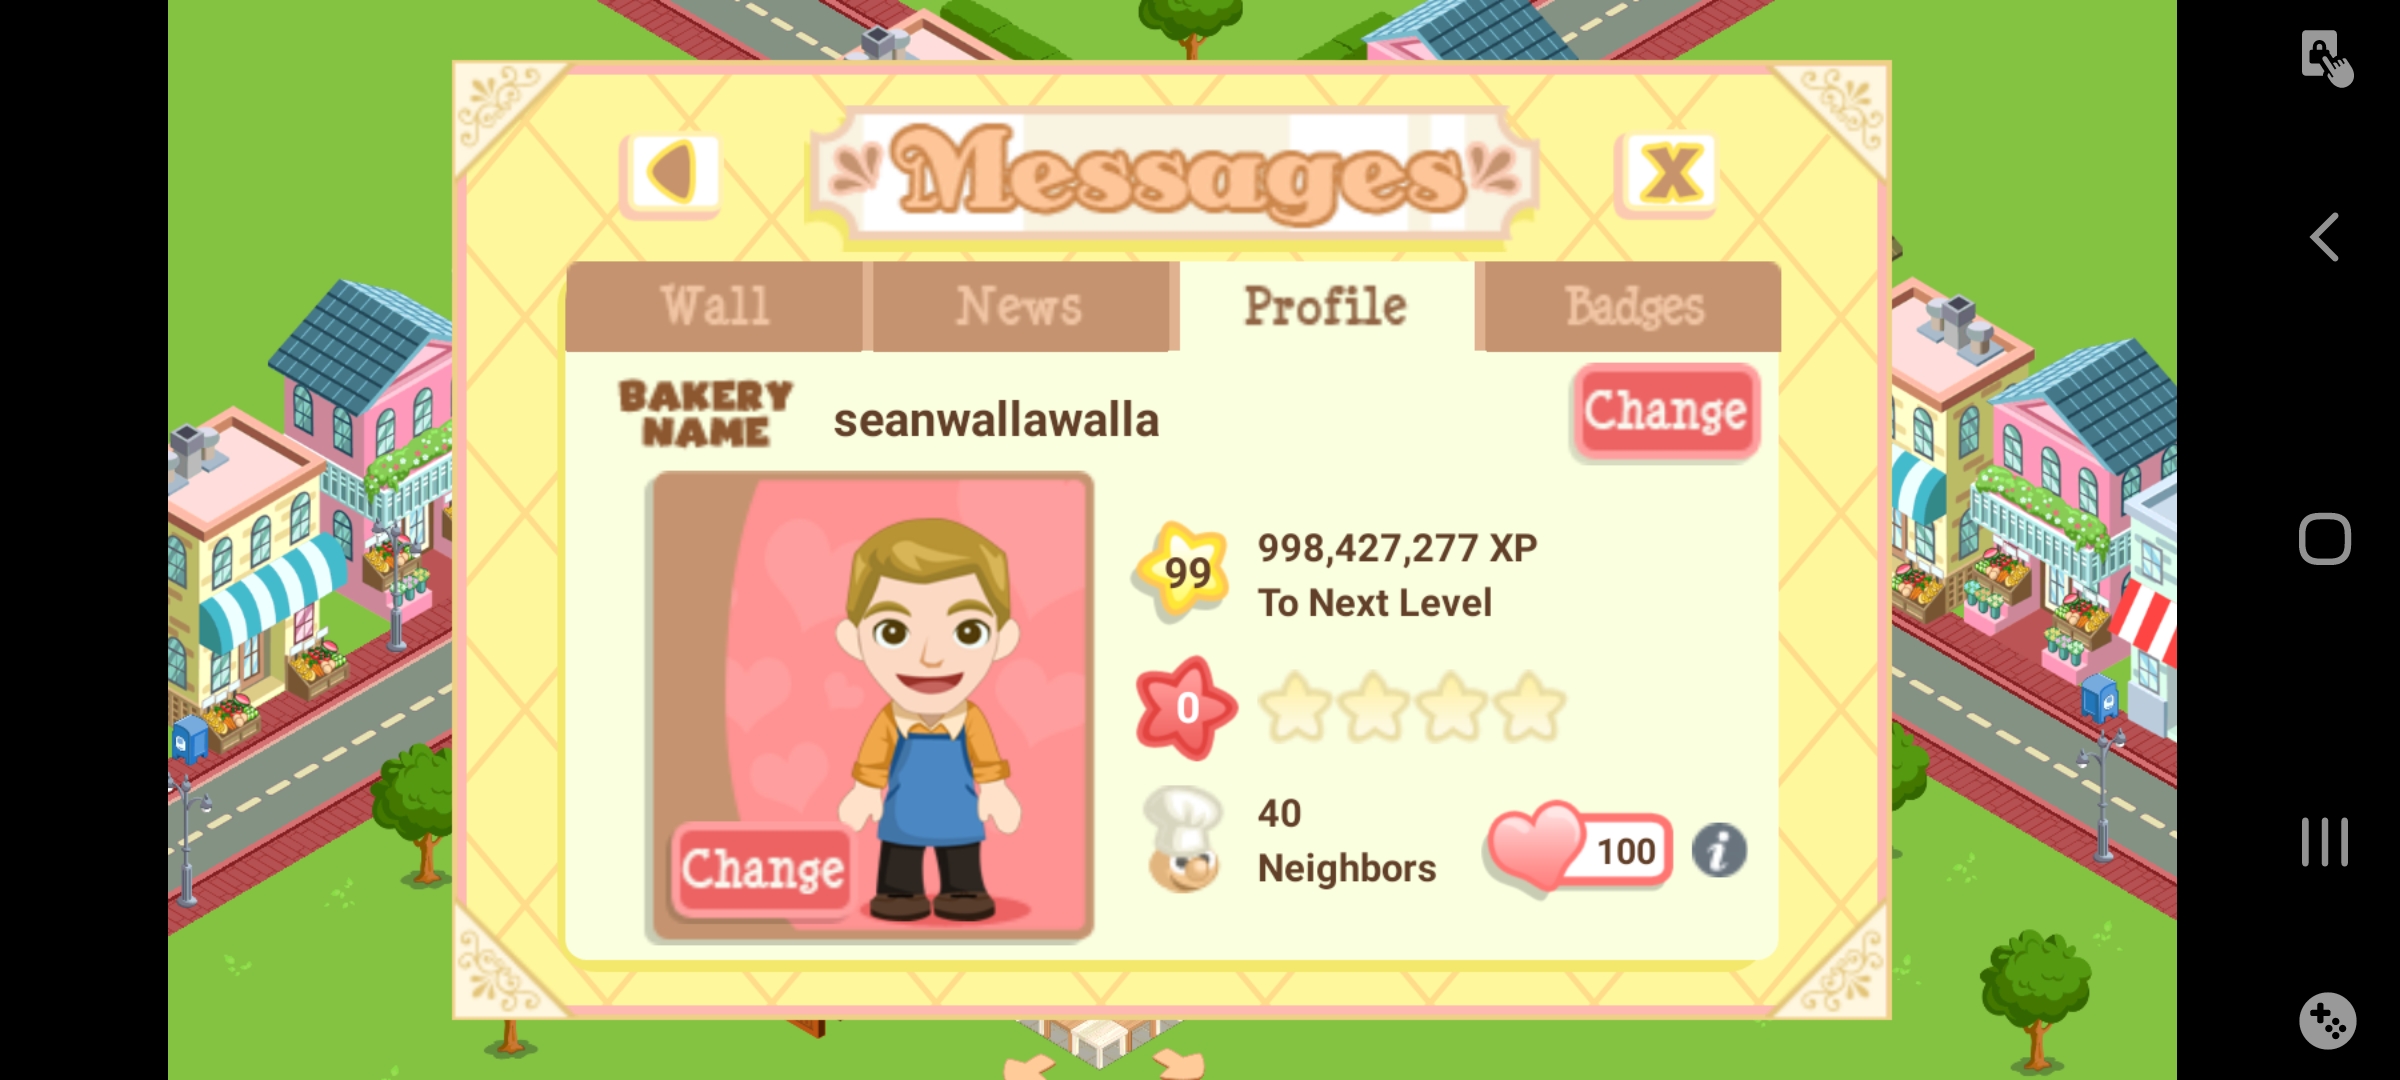 Messages
X
Wall
News
Profile
Badges
BAKERY
NAME
seanwallawalla
Change
99
998,427,277 XP
To Next Level
0
40
Neighbors
100
i
Change